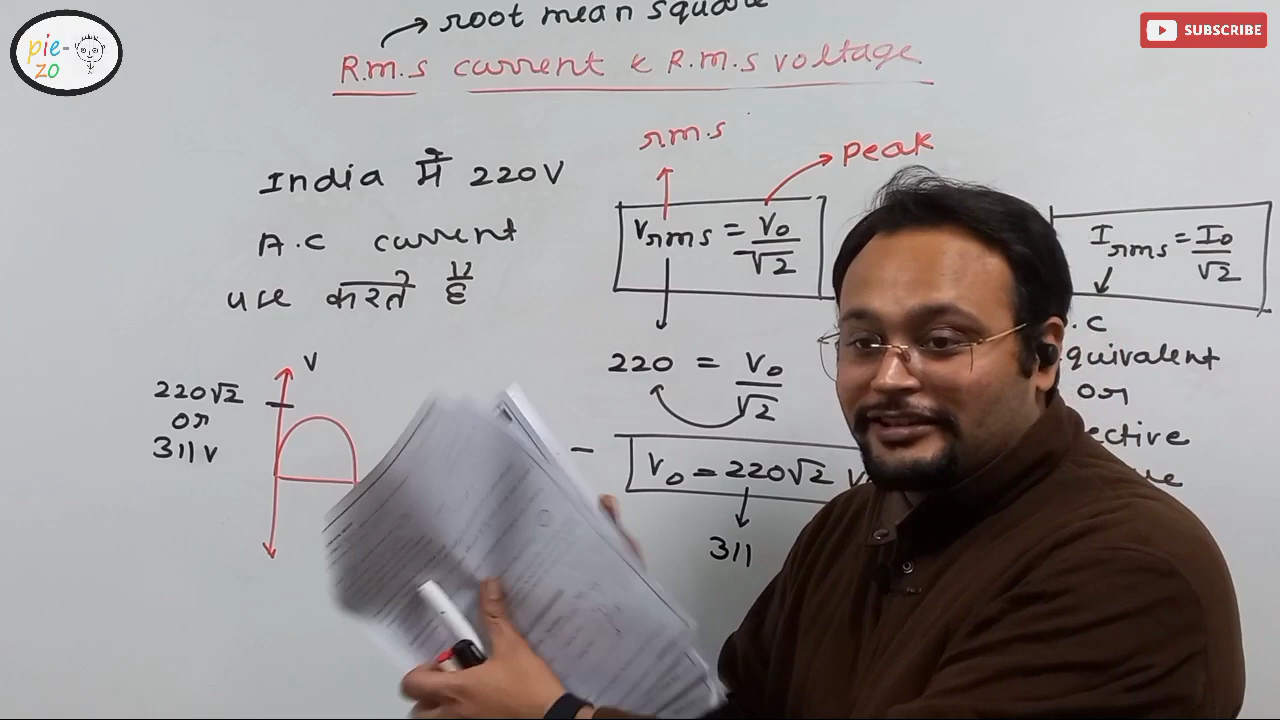 pie-
zo
SUBSCRIBE
root mean square
R.m.s current & R.m.s voltage
India में 220V
A.C current
use करते है
rms
peak
Vrms = V₀/√2
Irms = I₀/√2
220 = V₀/√2
V₀ = 220√2 V
311
V
220√2
or
311 V
.C
quivalent
or
ective